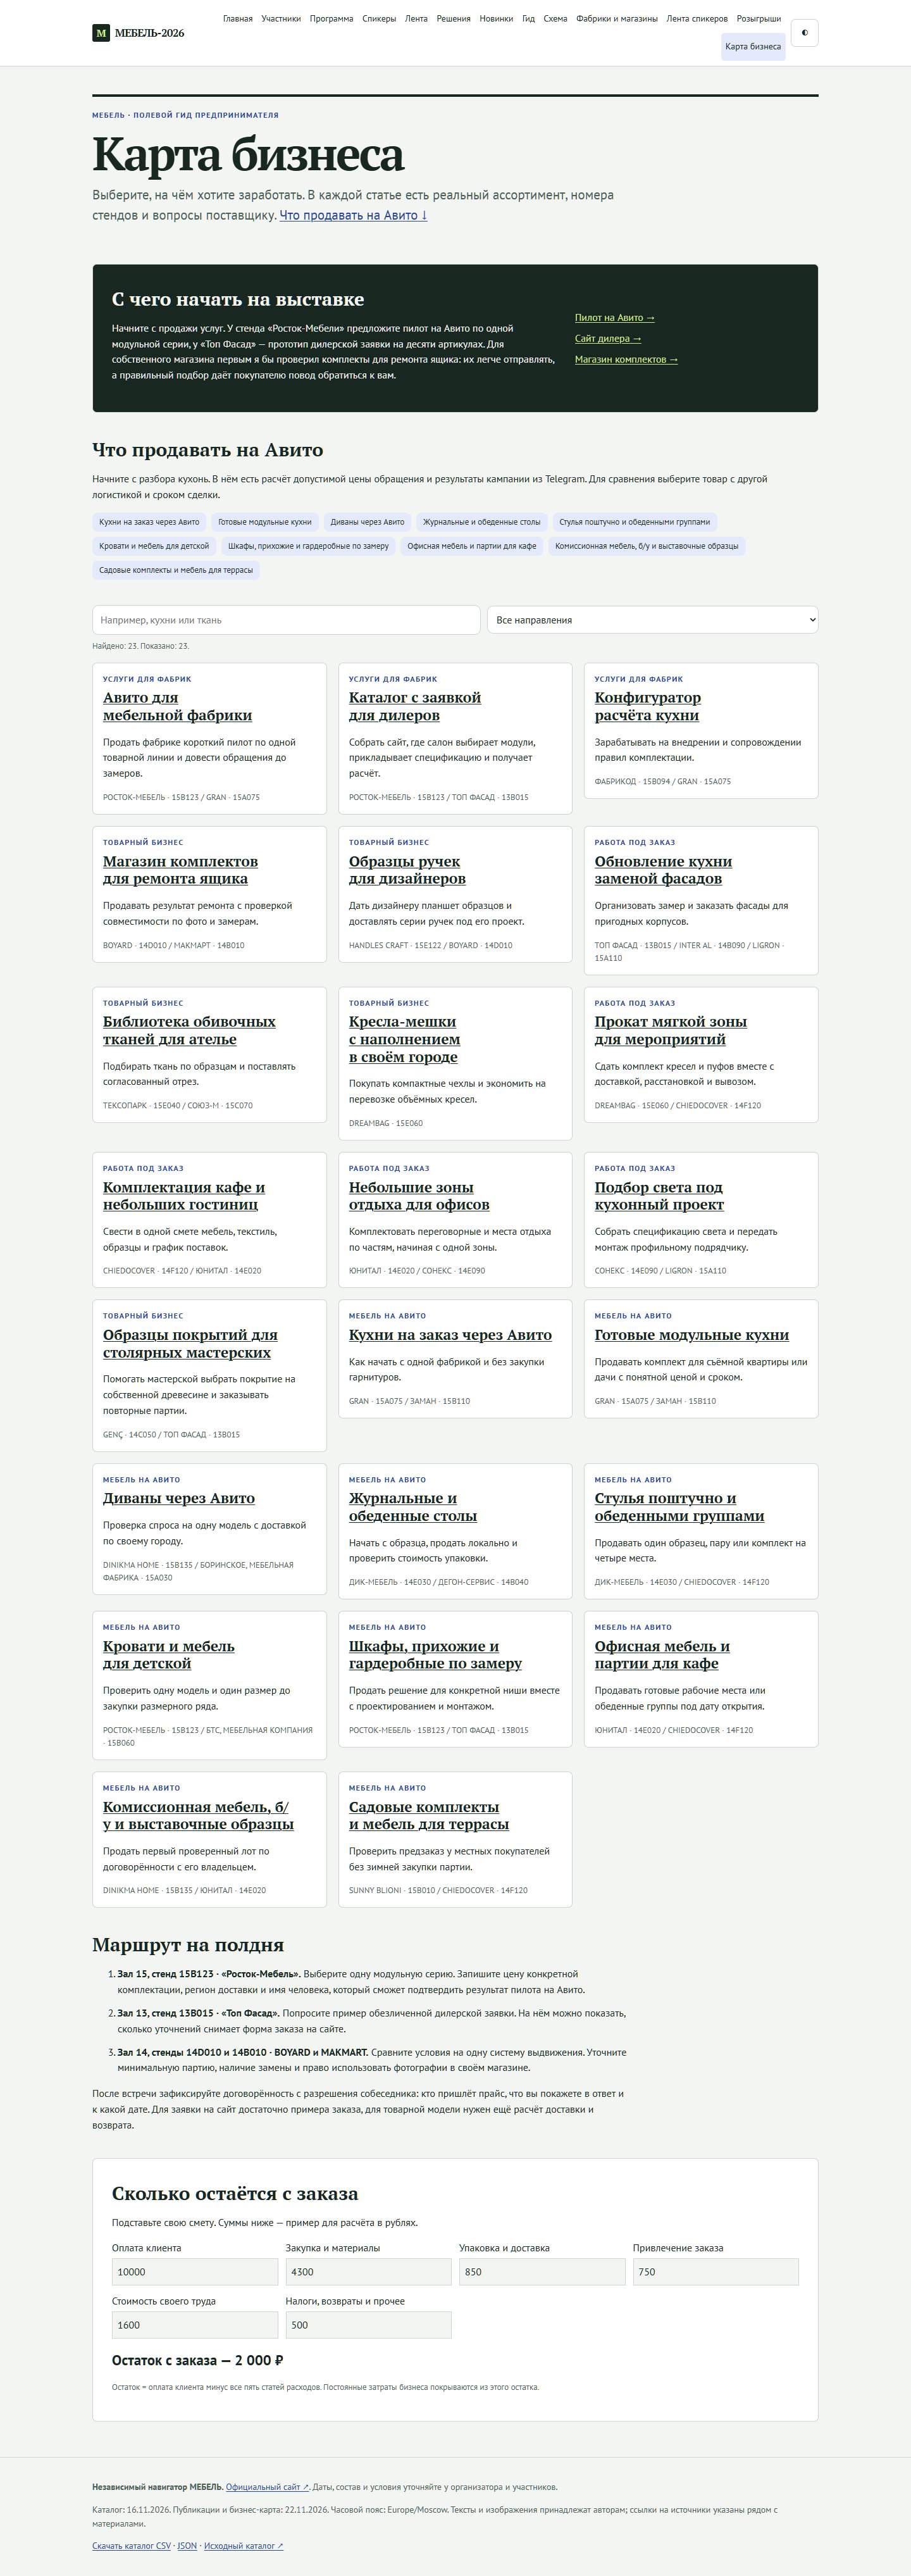 М МЕБЕЛЬ-2026
Главная Участники Программа Спикеры Лента Решения Новинки Гид Схема Фабрики и магазины Лента спикеров Розыгрыши
Карта бизнеса
МЕБЕЛЬ · ПОЛЕВОЙ ГИД ПРЕДПРИНИМАТЕЛЯ
Карта бизнеса
Выберите, на чём хотите заработать. В каждой статье есть реальный ассортимент, номера
стендов и вопросы поставщику. Что продавать на Авито ↓
С чего начать на выставке
Начните с продажи услуг. У стенда «Росток-Мебели» предложите пилот на Авито по одной
модульной серии, у «Топ Фасад» — прототип дилерской заявки на десяти артикулах. Для
собственного магазина первым я бы проверил комплекты для ремонта ящика: их легче отправлять,
а правильный подбор даёт покупателю повод обратиться к вам.
Пилот на Авито →
Сайт дилера →
Магазин комплектов →
Что продавать на Авито
Начните с разбора кухонь. В нём есть расчёт допустимой цены обращения и результаты кампании из Telegram. Для сравнения выберите товар с другой
логистикой и сроком сделки.
Кухни на заказ через Авито Готовые модульные кухни Диваны через Авито Журнальные и обеденные столы Стулья поштучно и обеденными группами
Кровати и мебель для детской Шкафы, прихожие и гардеробные по замеру Офисная мебель и партии для кафе Комиссионная мебель, б/у и выставочные образцы
Садовые комплекты и мебель для террасы
Например, кухни или ткань Все направления
Найдено: 23. Показано: 23.
УСЛУГИ ДЛЯ ФАБРИК
Авито для
мебельной фабрики
Продать фабрике короткий пилот по одной
товарной линии и довести обращения до
замеров.
РОСТОК-МЕБЕЛЬ · 15B123 / GRAN · 15A075
УСЛУГИ ДЛЯ ФАБРИК
Каталог с заявкой
для дилеров
Собрать сайт, где салон выбирает модули,
прикладывает спецификацию и получает
расчёт.
РОСТОК-МЕБЕЛЬ · 15B123 / ТОП ФАСАД · 13B015
УСЛУГИ ДЛЯ ФАБРИК
Конфигуратор
расчёта кухни
Зарабатывать на внедрении и сопровождении
правил комплектации.
ФАБРИКОД · 15B094 / GRAN · 15A075
ТОВАРНЫЙ БИЗНЕС
Магазин комплектов
для ремонта ящика
Продавать результат ремонта с проверкой
совместимости по фото и замерам.
BOYARD · 14D010 / МАКМАРТ · 14B010
ТОВАРНЫЙ БИЗНЕС
Образцы ручек
для дизайнеров
Дать дизайнеру планшет образцов и
доставлять серии ручек под его проект.
HANDLES CRAFT · 15E122 / BOYARD · 14D010
РАБОТА ПОД ЗАКАЗ
Обновление кухни
заменой фасадов
Организовать замер и заказать фасады для
пригодных корпусов.
ТОП ФАСАД · 13B015 / INTER AL · 14B090 / LIGRON ·
15A110
ТОВАРНЫЙ БИЗНЕС
Библиотека обивочных
тканей для ателье
Подбирать ткань по образцам и поставлять
согласованный отрез.
ТЕКСОПАРК · 15E040 / СОЮЗ-М · 15C070
ТОВАРНЫЙ БИЗНЕС
Кресла-мешки
с наполнением
в своём городе
Покупать компактные чехлы и экономить на
перевозке объёмных кресел.
DREAMBAG · 15E060
РАБОТА ПОД ЗАКАЗ
Прокат мягкой зоны
для мероприятий
Сдать комплект кресел и пуфов вместе с
доставкой, расстановкой и вывозом.
DREAMBAG · 15E060 / CHIEDOCOVER · 14F120
РАБОТА ПОД ЗАКАЗ
Комплектация кафе и
небольших гостиниц
Свести в одной смете мебель, текстиль,
образцы и график поставок.
CHIEDOCOVER · 14F120 / ЮНИТАЛ · 14E020
РАБОТА ПОД ЗАКАЗ
Небольшие зоны
отдыха для офисов
Комплектовать переговорные и места отдыха
по частям, начиная с одной зоны.
ЮНИТАЛ · 14E020 / СОНЕКС · 14E090
РАБОТА ПОД ЗАКАЗ
Подбор света под
кухонный проект
Собрать спецификации света и передать
монтаж профильному подрядчику.
СОНЕКС · 14E090 / LIGRON · 15A110
ТОВАРНЫЙ БИЗНЕС
Образцы покрытий для
столярных мастерских
Помогать мастерской выбрать покрытие на
собственной древесине и заказывать
повторные партии.
GENÇ · 14C050 / ТОП ФАСАД · 13B015
МЕБЕЛЬ НА АВИТО
Кухни на заказ через Авито
Как начать с одной фабрикой и без закупки
гарнитуров.
GRAN · 15A075 / ЗАМАН · 15B110
МЕБЕЛЬ НА АВИТО
Готовые модульные кухни
Продавать комплект для съёмной квартиры или
дачи с понятной ценой и сроком.
GRAN · 15A075 / ЗАМАН · 15B110
МЕБЕЛЬ НА АВИТО
Диваны через Авито
Проверка спроса на одну модель с доставкой
по своему городу.
DINIKMA HOME · 15B135 / БОРИНСКОЕ, МЕБЕЛЬНАЯ
ФАБРИКА · 15A030
МЕБЕЛЬ НА АВИТО
Журнальные и
обеденные столы
Начать с образца, продать локально и
проверить стоимость упаковки.
ДИК-МЕБЕЛЬ · 14E030 / ДЕГОН-СЕРВИС · 14B040
МЕБЕЛЬ НА АВИТО
Стулья поштучно и
обеденными группами
Продавать один образец, пару или комплект на
четыре места.
ДИК-МЕБЕЛЬ · 14E030 / CHIEDOCOVER · 14F120
МЕБЕЛЬ НА АВИТО
Кровати и мебель
для детской
Проверить одну модель и один размер до
закупки размерного ряда.
РОСТОК-МЕБЕЛЬ · 15B123 / БТС, МЕБЕЛЬНАЯ КОМПАНИЯ
· 15B060
МЕБЕЛЬ НА АВИТО
Шкафы, прихожие и
гардеробные по замеру
Продать решение для конкретной ниши вместе
с проектированием и монтажом.
РОСТОК-МЕБЕЛЬ · 15B123 / ТОП ФАСАД · 13B015
МЕБЕЛЬ НА АВИТО
Офисная мебель и
партии для кафе
Продавать готовые рабочие места или
обеденные группы под дату открытия.
ЮНИТАЛ · 14E020 / CHIEDOCOVER · 14F120
МЕБЕЛЬ НА АВИТО
Комиссионная мебель, б/
у и выставочные образцы
Продать первый проверенный лот по
договорённости с его владельцем.
DINIKMA HOME · 15B135 / ЮНИТАЛ · 14E020
МЕБЕЛЬ НА АВИТО
Садовые комплекты
и мебель для террасы
Проверить предзаказ у местных покупателей
без зимней закупки партии.
SUNNY BLIONI · 15B010 / CHIEDOCOVER · 14F120
Маршрут на полдня
1. Зал 15, стенд 15B123 · «Росток-Мебель». Выберите одну модульную серию. Запишите цену конкретной
комплектации, регион доставки и имя человека, который сможет подтвердить результат пилота на Авито.
2. Зал 13, стенд 13B015 · «Топ Фасад». Попросите пример обезличенной дилерской заявки. На нём можно показать,
сколько уточнений снимает форма заказа на сайте.
3. Зал 14, стенды 14D010 и 14B010 · BOYARD и MAKMART. Сравните условия на одну систему выдвижения. Уточните
минимальную партию, наличие замены и право использовать фотографии в своём магазине.
После встречи зафиксируйте договорённость с разрешения собеседника: кто пришлёт прайс, что вы покажете в ответ и
к какой дате. Для заявки на сайт достаточно примера заказа, для товарной модели нужен ещё расчёт доставки и
возврата.
Сколько остаётся с заказа
Подставьте свою смету. Суммы ниже — пример для расчёта в рублях.
Оплата клиента Закупка и материалы Упаковка и доставка Привлечение заказа
10000 4300 850 750
Стоимость своего труда Налоги, возвраты и прочее
1600 500
Остаток с заказа — 2 000 ₽
Остаток = оплата клиента минус все пять статей расходов. Постоянные затраты бизнеса покрываются из этого остатка.
Независимый навигатор МЕБЕЛЬ. Официальный сайт ↗. Даты, состав и условия уточняйте у организатора и участников.
Каталог: 16.11.2026. Публикации и бизнес-карта: 22.11.2026. Часовой пояс: Europe/Moscow. Тексты и изображения принадлежат авторам; ссылки на источники указаны рядом с
материалами.
Скачать каталог CSV · JSON · Исходный каталог ↗